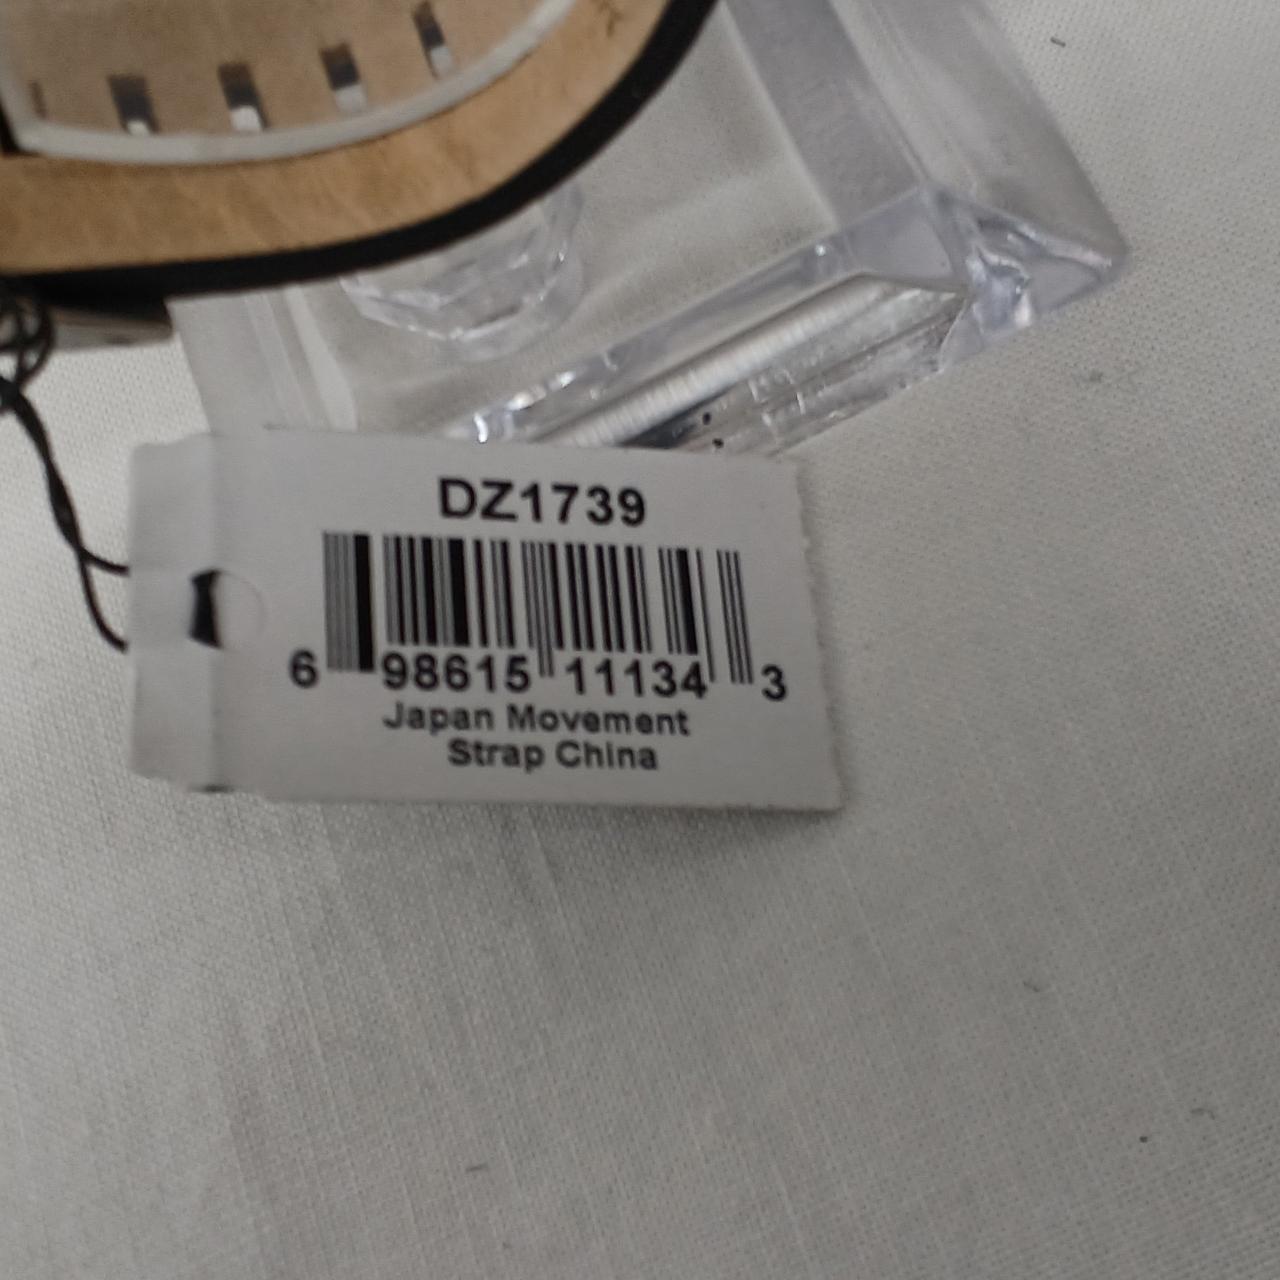 DZ1739
6 98615 11134 3
Japan Movement
Strap China